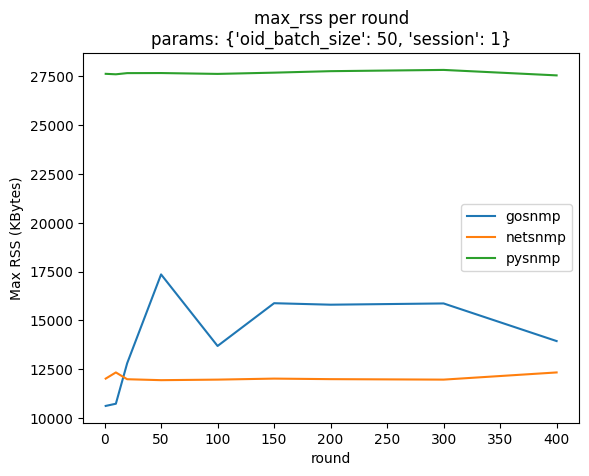 max_rss per round
params: {'oid_batch_size': 50, 'session': 1}
Max RSS (KBytes)
27500
25000
22500
20000
17500
15000
12500
10000
gosnmp
netsnmp
pysnmp
0 50 100 150 200 250 300 350 400
round